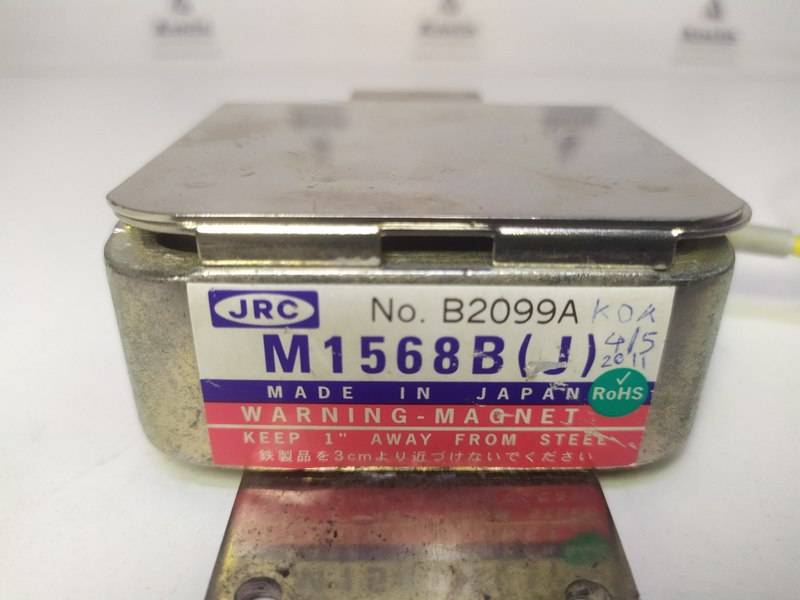 JRC No. B2099A KOA
M1568B(J) 4/5
2011
MADE IN JAPAN RoHS
WARNING-MAGNET
KEEP 1" AWAY FROM STEEL
鉄製品を3cmより近づけないでください